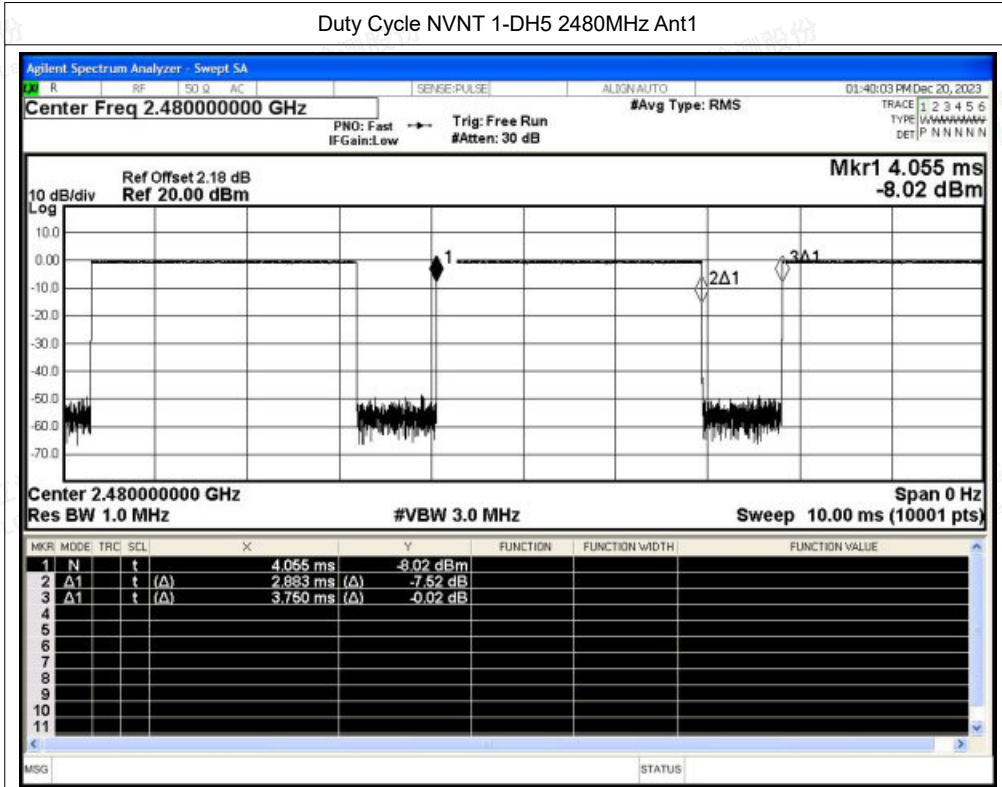 Duty Cycle NVNT 1-DH5 2480MHz Ant1
Agilent Spectrum Analyzer - Swept SA
R RF 50 Ω AC SENSE:PULSE ALIGN AUTO 01:40:03 PM Dec 20, 2023
Center Freq 2.480000000 GHz #Avg Type: RMS TRACE 1 2 3 4 5 6
PNO: Fast Trig: Free Run TYPE
IFGain:Low #Atten: 30 dB DET P N N N N N
Mkr1 4.055 ms
Ref Offset 2.18 dB
10 dB/div Ref 20.00 dBm -8.02 dBm
Log
10.0
0.00
1
3Δ1
2Δ1
-10.0
-20.0
-30.0
-40.0
-50.0
-60.0
-70.0
Center 2.480000000 GHz Span 0 Hz
Res BW 1.0 MHz #VBW 3.0 MHz Sweep 10.00 ms (10001 pts)
MKR MODE TRC SCL X Y FUNCTION FUNCTION WIDTH FUNCTION VALUE
1 N t 4.055 ms -8.02 dBm
2 Δ1 t (Δ) 2.883 ms (Δ) -7.52 dB
3 Δ1 t (Δ) 3.750 ms (Δ) -0.02 dB
4
5
6
7
8
9
10
11
MSG STATUS